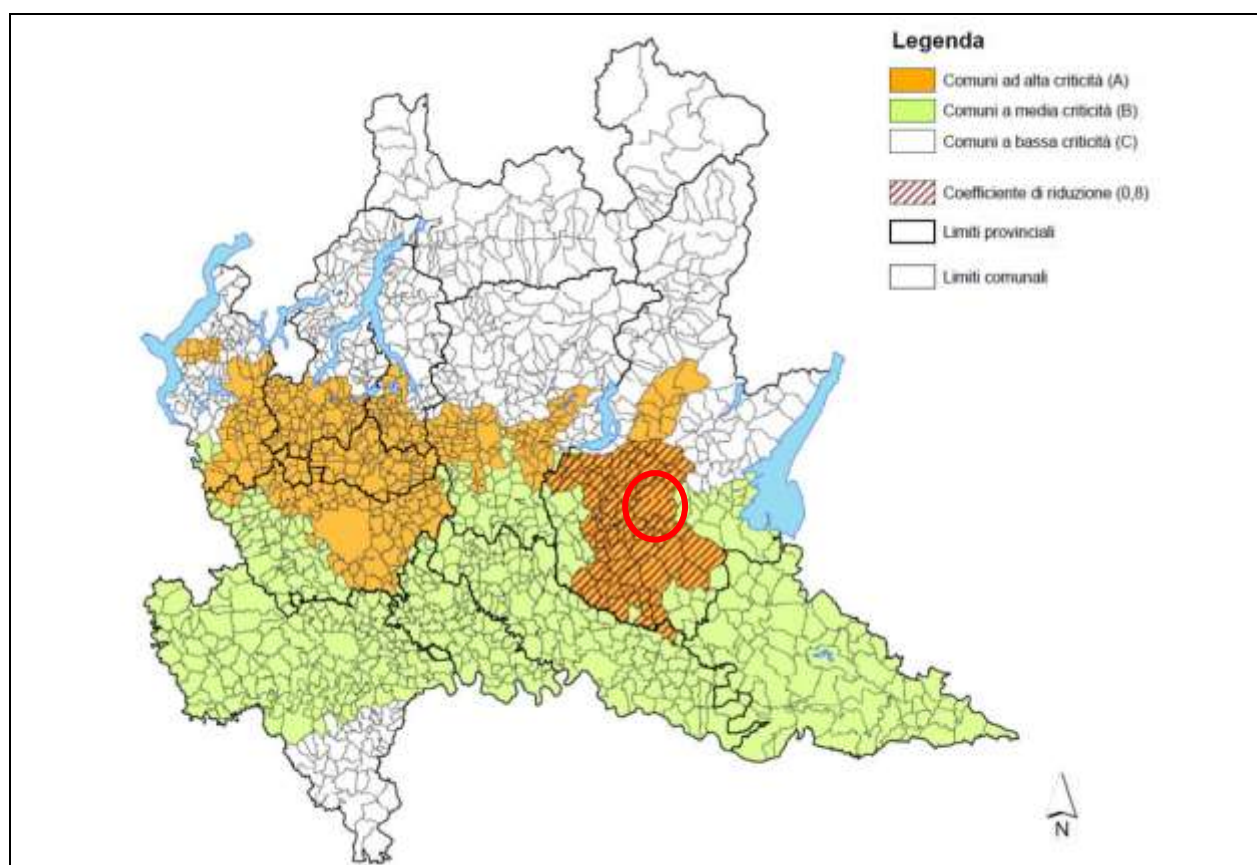 Legenda
Comuni ad alta criticità (A)
Comuni a media criticità (B)
Comuni a bassa criticità (C)
Coefficiente di riduzione (0,8)
Limiti provinciali
Limiti comunali
N